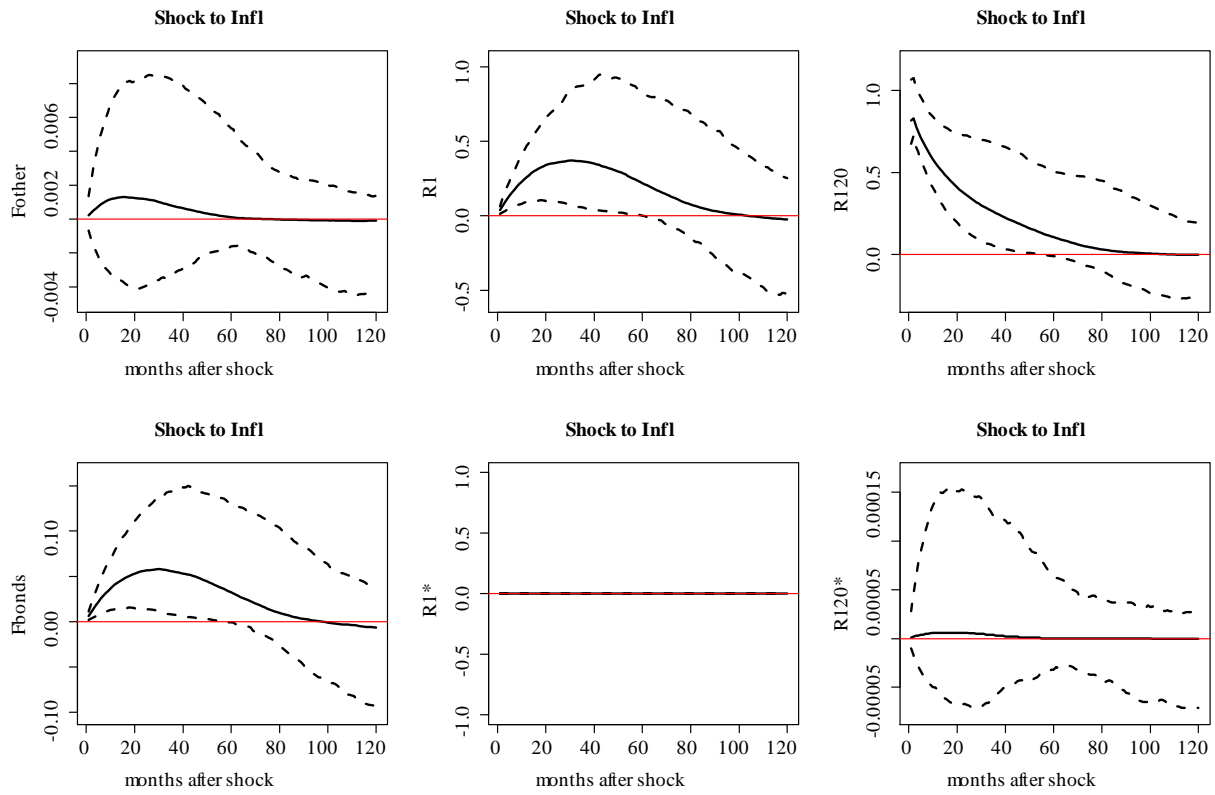 Shock to Infl
Shock to Infl
Shock to Infl
Fother
-0.004 0.002 0.006
0 20 40 60 80 100 120
months after shock
R1
-0.5 0.0 0.5 1.0
0 20 40 60 80 100 120
months after shock
R120
0.0 0.5 1.0
0 20 40 60 80 100 120
months after shock
Shock to Infl
Shock to Infl
Shock to Infl
Fbonds
-0.10 0.00 0.10
0 20 40 60 80 100 120
months after shock
R1*
-1.0 -0.5 0.0 0.5 1.0
0 20 40 60 80 100 120
months after shock
R120*
-0.00005 0.00005 0.00015
0 20 40 60 80 100 120
months after shock